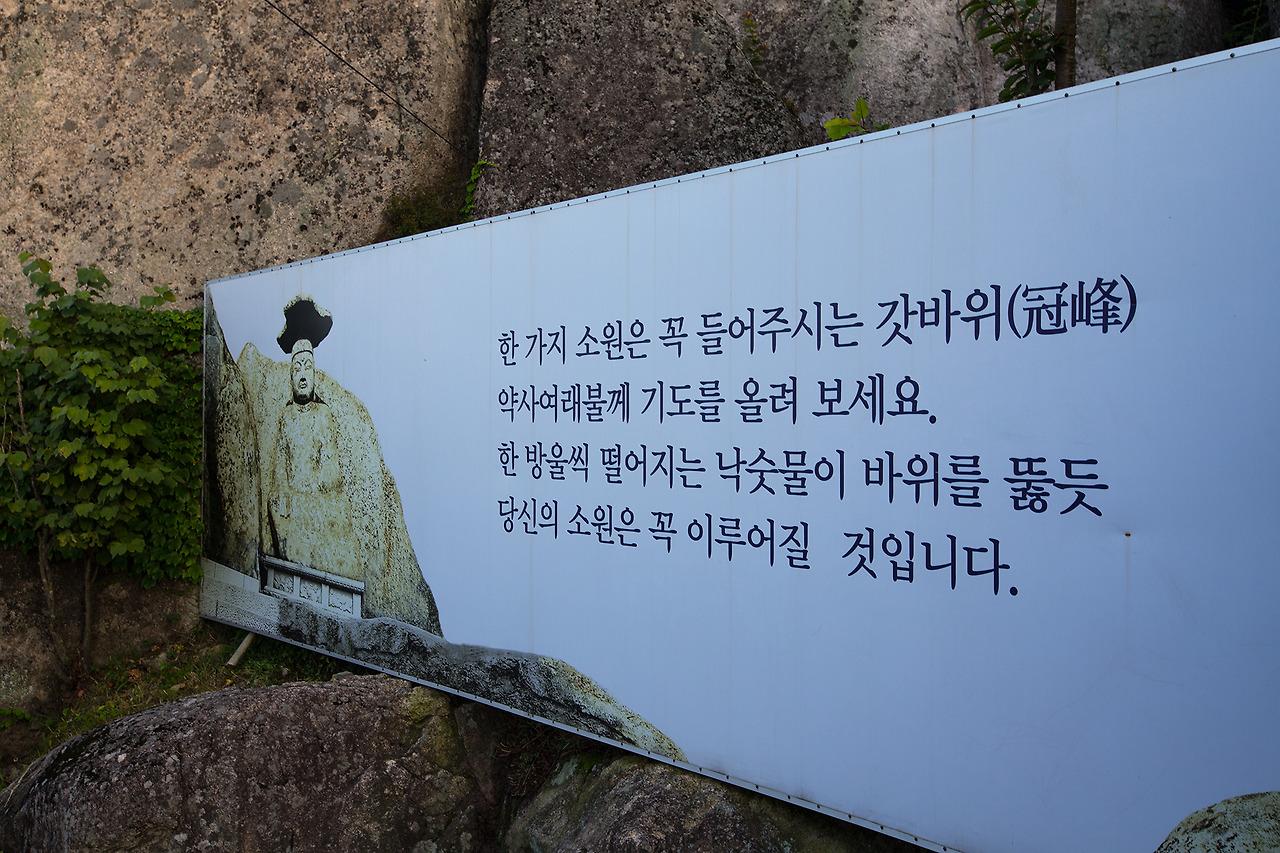 한 가지 소원은 꼭 들어주시는 갓바위(冠峰)
약사여래불께 기도를 올려 보세요.
한 방울씩 떨어지는 낙숫물이 바위를 뚫듯
당신의 소원은 꼭 이루어질 것입니다.